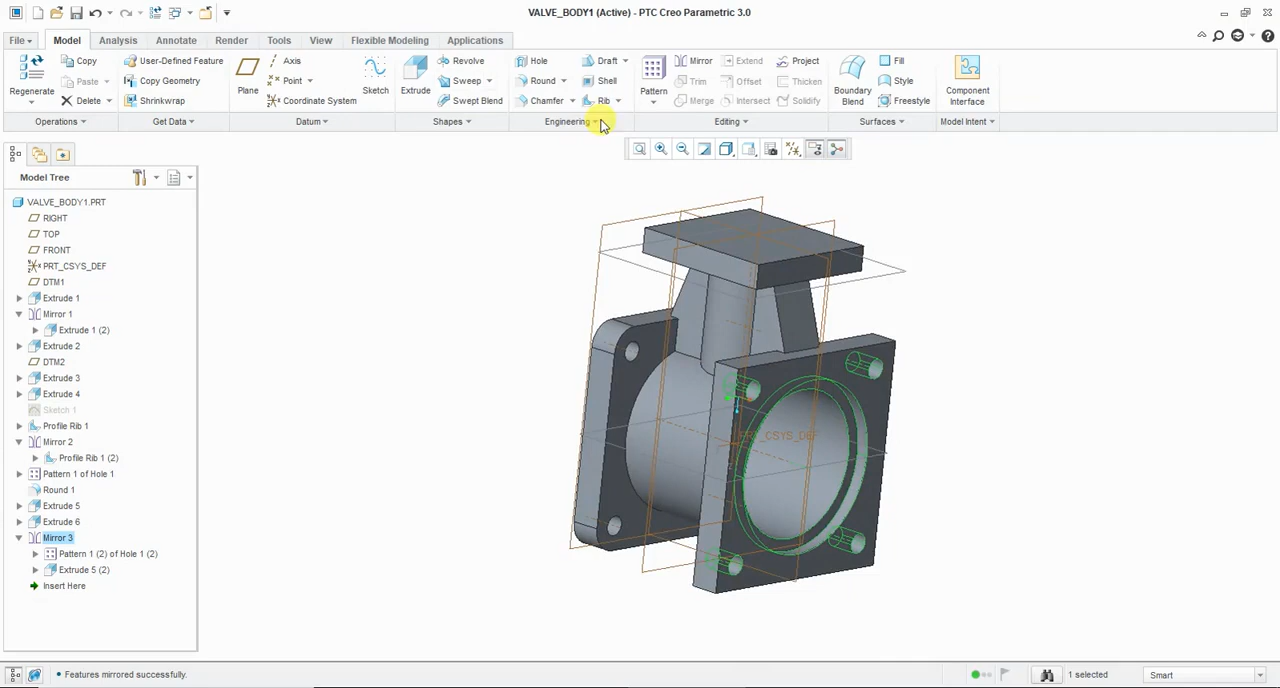 VALVE_BODY1 (Active) - PTC Creo Parametric 3.0
File Model Analysis Annotate Render Tools View Flexible Modeling Applications
Regenerate Copy Paste Delete
User-Defined Feature Copy Geometry Shrinkwrap
Plane Axis Point Coordinate System Sketch
Extrude Revolve Sweep Swept Blend
Hole Round Chamfer Draft Shell Rib
Pattern Mirror Trim Merge Extend Offset Intersect Project Thicken Solidify
Boundary Blend Fill Style Freestyle
Component Interface
Operations Get Data Datum Shapes Engineering Editing Surfaces Model Intent
Model Tree
VALVE_BODY1.PRT
RIGHT
TOP
FRONT
PRT_CSYS_DEF
DTM1
Extrude 1
Mirror 1
Extrude 1 (2)
Extrude 2
DTM2
Extrude 3
Extrude 4
Sketch 1
Profile Rib 1
Mirror 2
Profile Rib 1 (2)
Pattern 1 of Hole 1
Round 1
Extrude 5
Extrude 6
Mirror 3
Pattern 1 (2) of Hole 1 (2)
Extrude 5 (2)
Insert Here
PRT_CSYS_DEF
Features mirrored successfully.
1 selected
Smart